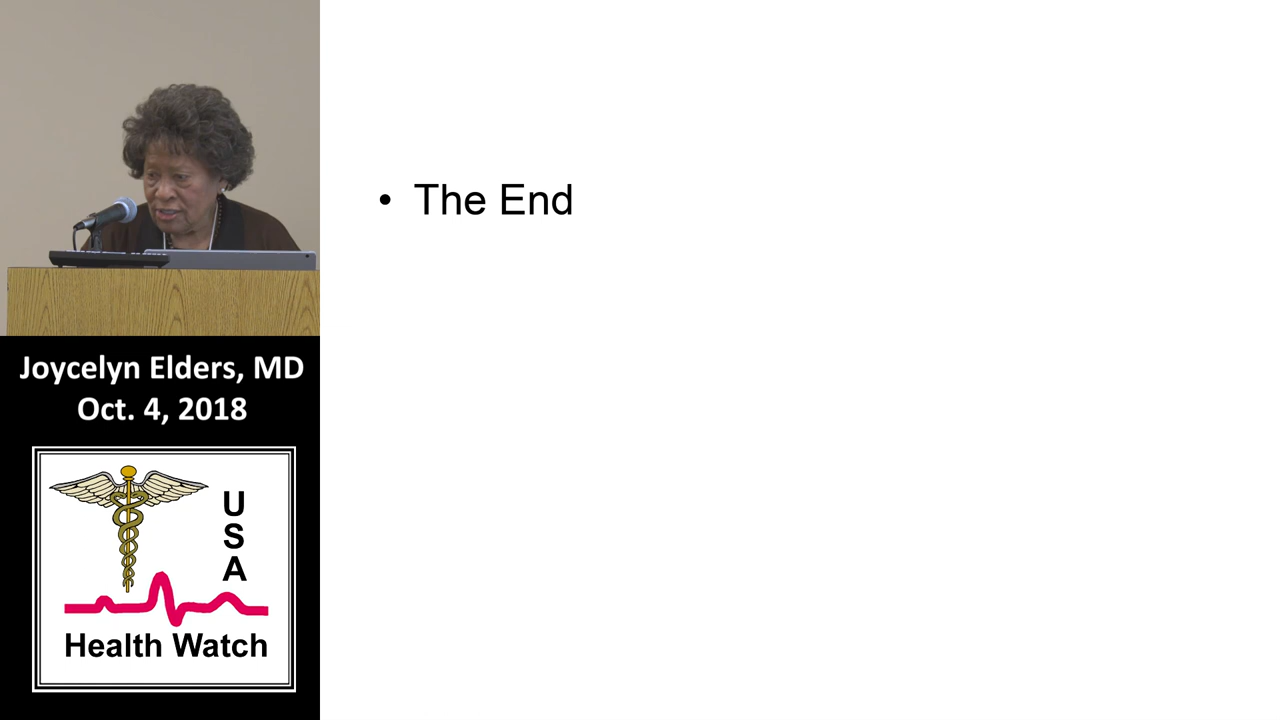 • The End
Joycelyn Elders, MD
Oct. 4, 2018
U
S
A
Health Watch